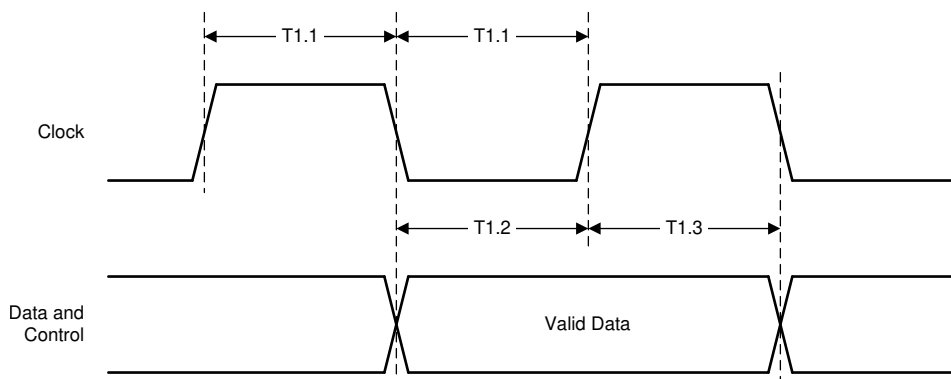 T1.1
T1.1
Clock
T1.2
T1.3
Data and
Control
Valid Data